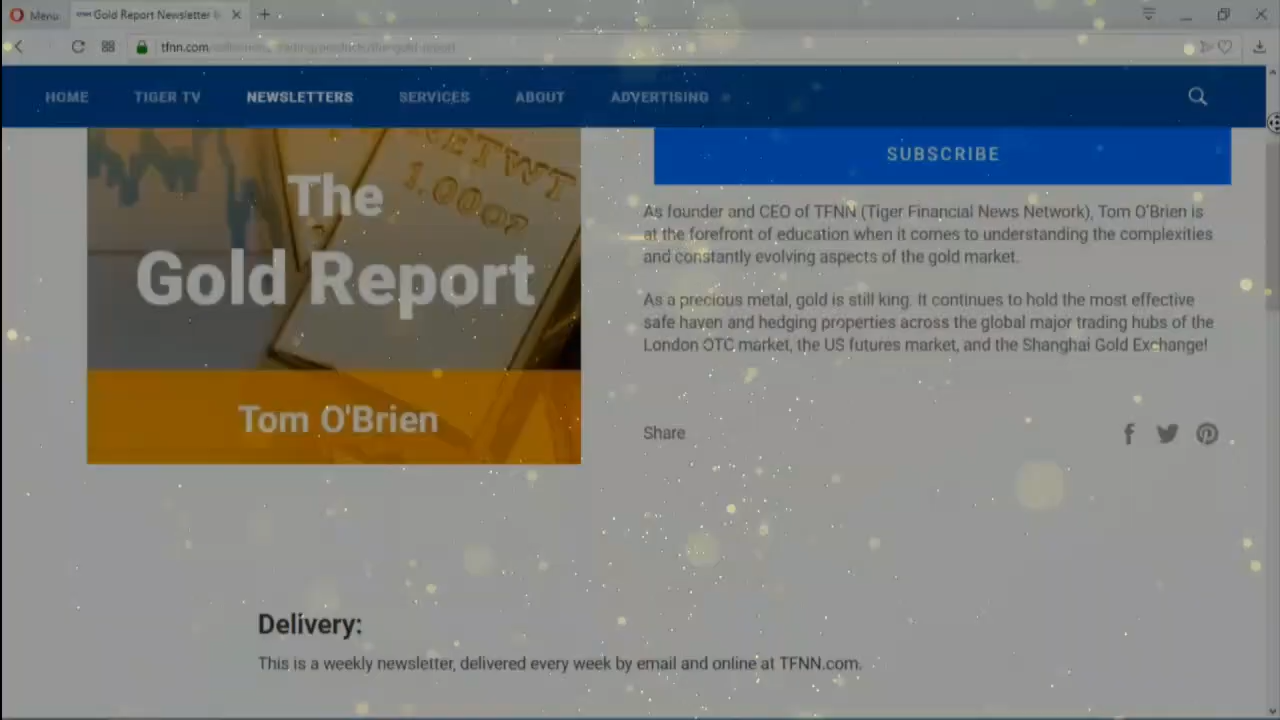 Menu
Gold Report Newsletter
tfnn.com
HOME TIGER TV NEWSLETTERS SERVICES ABOUT ADVERTISING
NETWT
1.00OZ
The
Gold Report
Tom O'Brien
SUBSCRIBE
As founder and CEO of TFNN (Tiger Financial News Network), Tom O'Brien is
at the forefront of education when it comes to understanding the complexities
and constantly evolving aspects of the gold market.
As a precious metal, gold is still king. It continues to hold the most effective
safe haven and hedging properties across the global major trading hubs of the
London OTC market, the US futures market, and the Shanghai Gold Exchange!
Share
Delivery:
This is a weekly newsletter, delivered every week by email and online at TFNN.com.